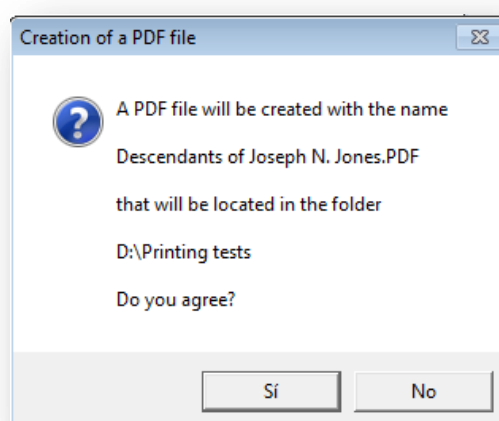 Creation of a PDF file
A PDF file will be created with the name
Descendants of Joseph N. Jones.PDF
that will be located in the folder
D:\Printing tests
Do you agree?
Sí
No